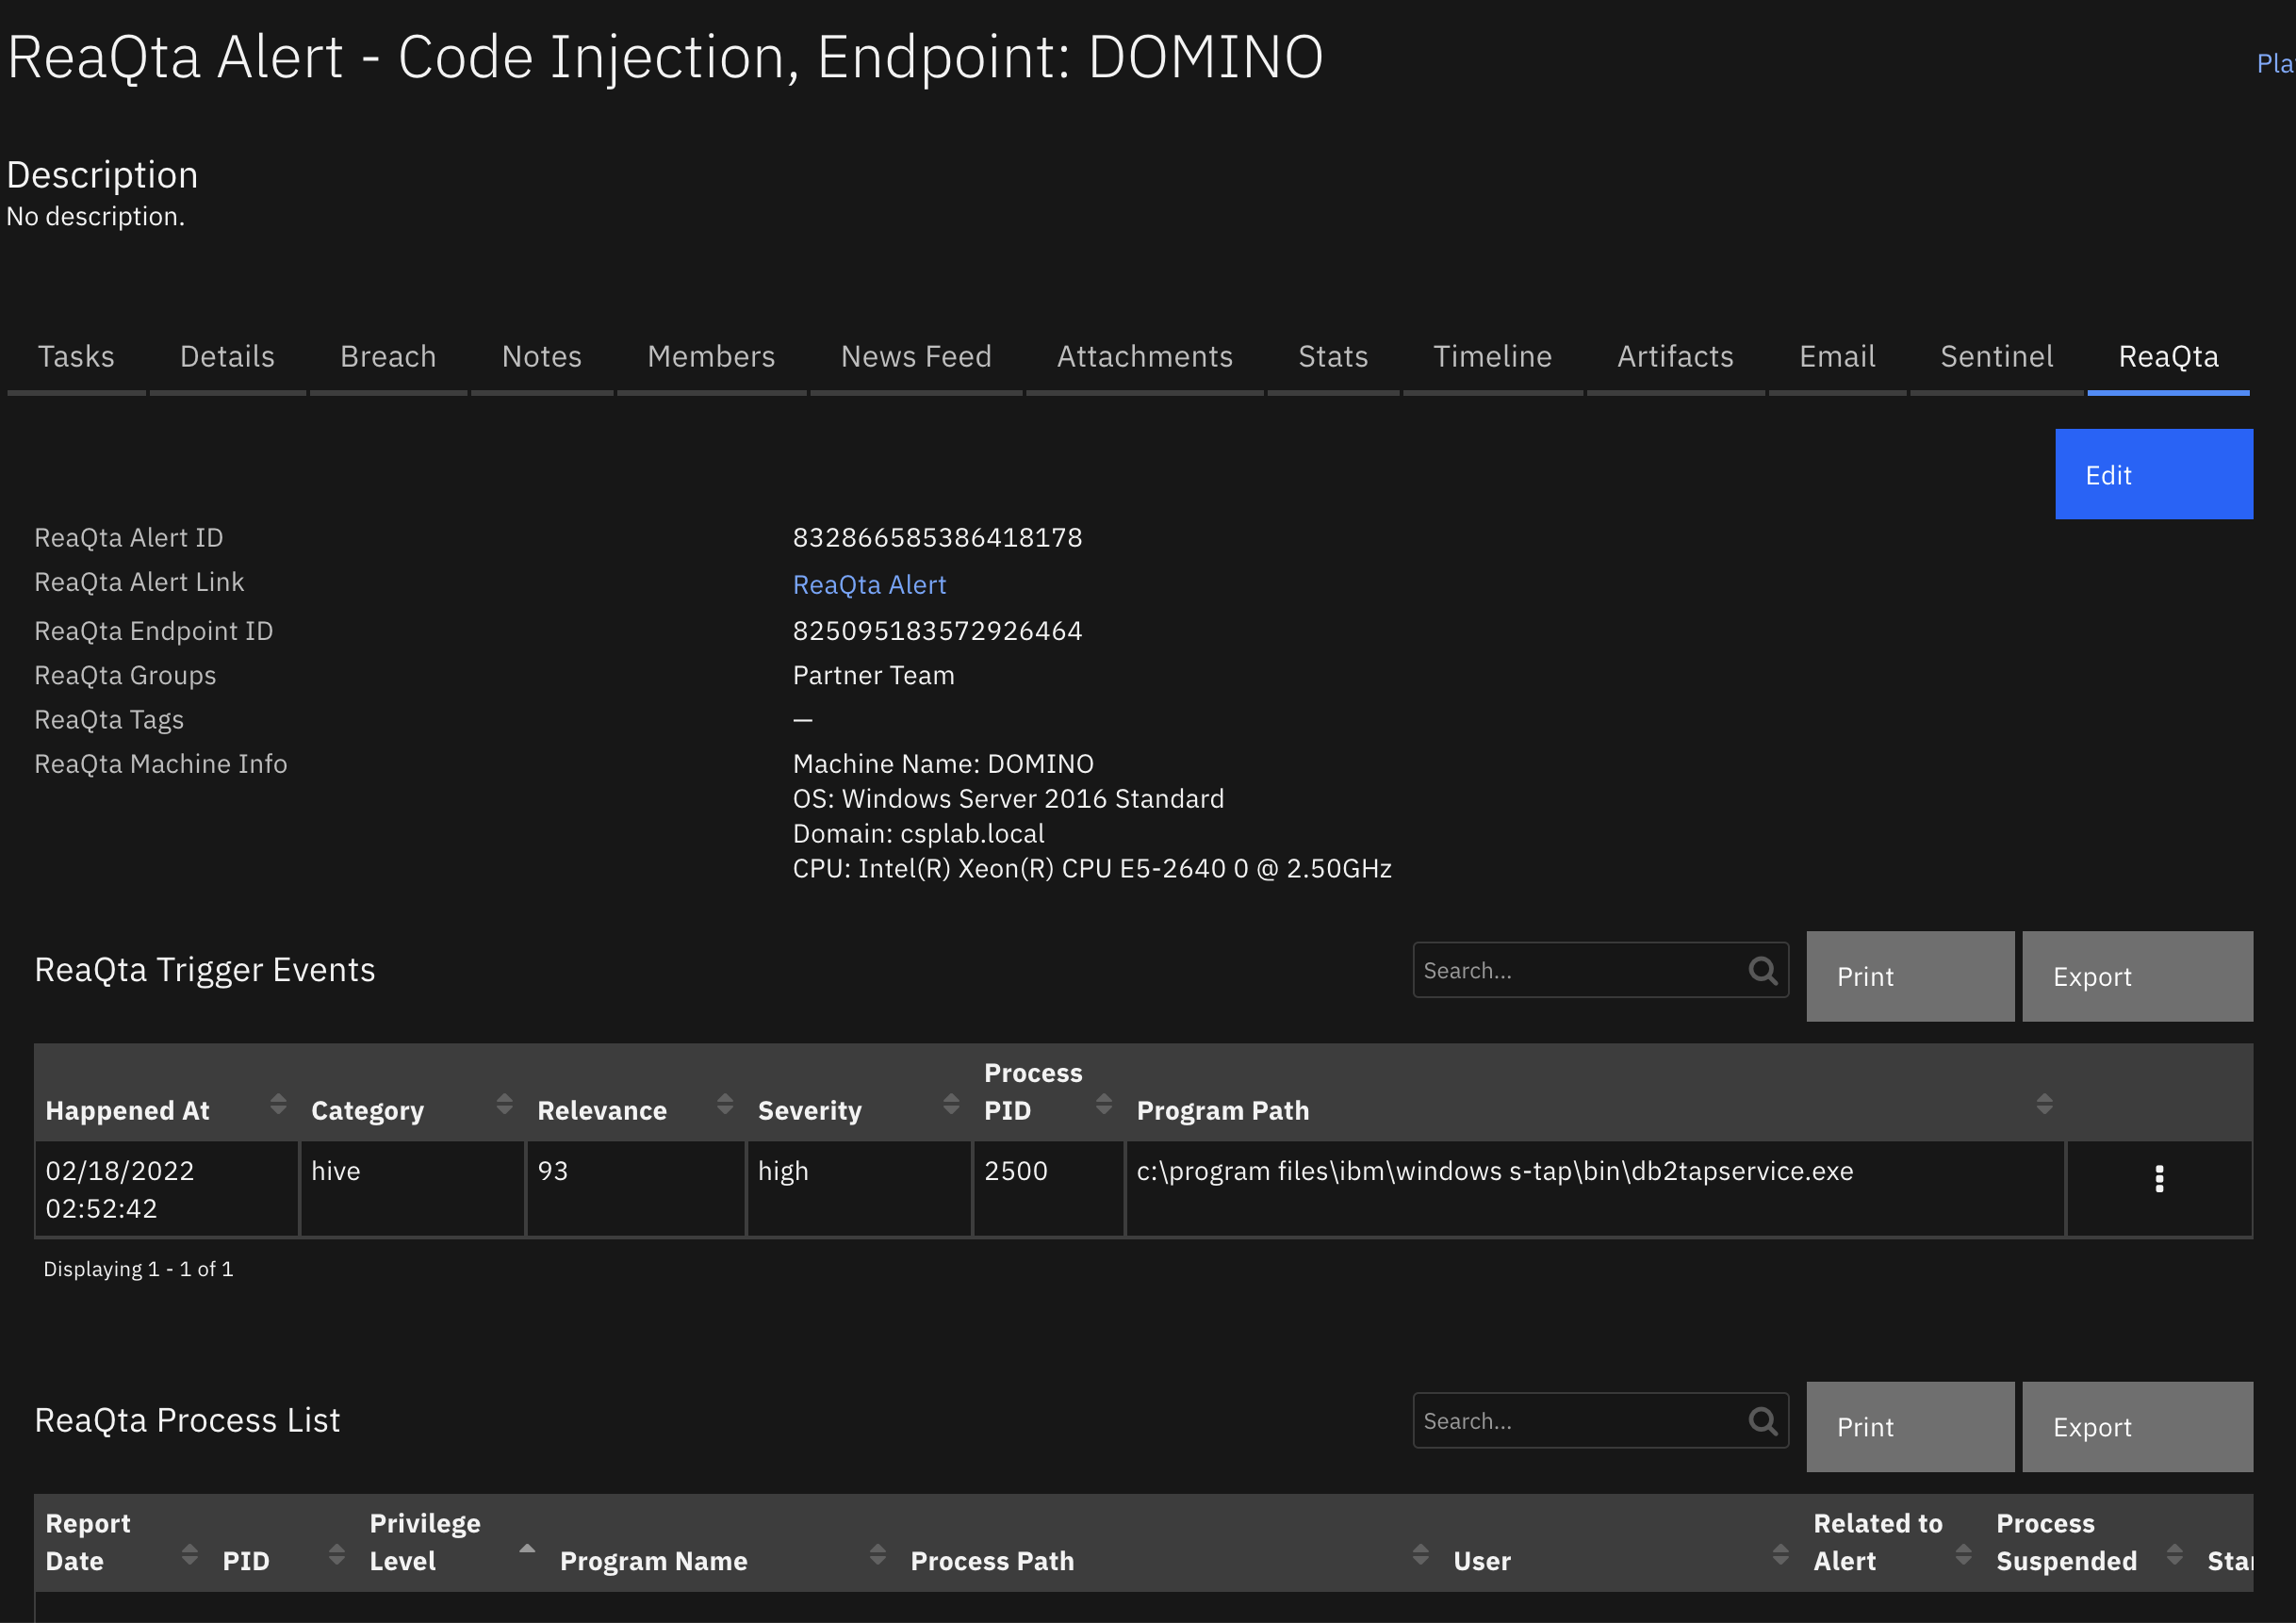 ReaQta Alert - Code Injection, Endpoint: DOMINO
Pla
Description
No description.
Tasks Details Breach Notes Members News Feed Attachments Stats Timeline Artifacts Email Sentinel ReaQta
Edit
ReaQta Alert ID 832866585386418178
ReaQta Alert Link ReaQta Alert
ReaQta Endpoint ID 825095183572926464
ReaQta Groups Partner Team
ReaQta Tags —
ReaQta Machine Info Machine Name: DOMINO
OS: Windows Server 2016 Standard
Domain: csplab.local
CPU: Intel(R) Xeon(R) CPU E5-2640 0 @ 2.50GHz
ReaQta Trigger Events Search... Print Export
Happened At Category Relevance Severity Process PID Program Path
02/18/2022 02:52:42 hive 93 high 2500 c:\program files\ibm\windows s-tap\bin\db2tapservice.exe
Displaying 1 - 1 of 1
ReaQta Process List Search... Print Export
Report Date PID Privilege Level Program Name Process Path User Related to Alert Process Suspended Star